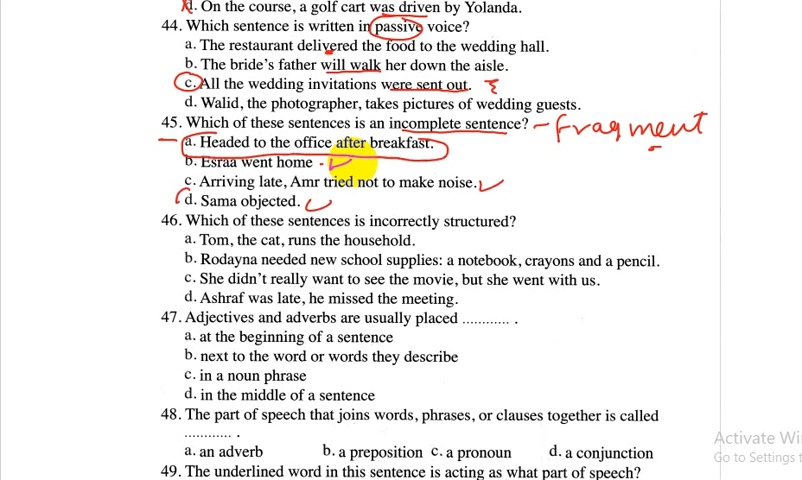 d. On the course, a golf cart was driven by Yolanda.
44. Which sentence is written in passive voice?
a. The restaurant delivered the food to the wedding hall.
b. The bride's father will walk her down the aisle.
c. All the wedding invitations were sent out.
d. Walid, the photographer, takes pictures of wedding guests.
45. Which of these sentences is an incomplete sentence? - Fragment
a. Headed to the office after breakfast.
b. Esraa went home .
c. Arriving late, Amr tried not to make noise.
d. Sama objected.
46. Which of these sentences is incorrectly structured?
a. Tom, the cat, runs the household.
b. Rodayna needed new school supplies: a notebook, crayons and a pencil.
c. She didn't really want to see the movie, but she went with us.
d. Ashraf was late, he missed the meeting.
47. Adjectives and adverbs are usually placed ............ .
a. at the beginning of a sentence
b. next to the word or words they describe
c. in a noun phrase
d. in the middle of a sentence
48. The part of speech that joins words, phrases, or clauses together is called
............ .
a. an adverb b. a preposition c. a pronoun d. a conjunction
Activate Wi
Go to Settings t
49. The underlined word in this sentence is acting as what part of speech?